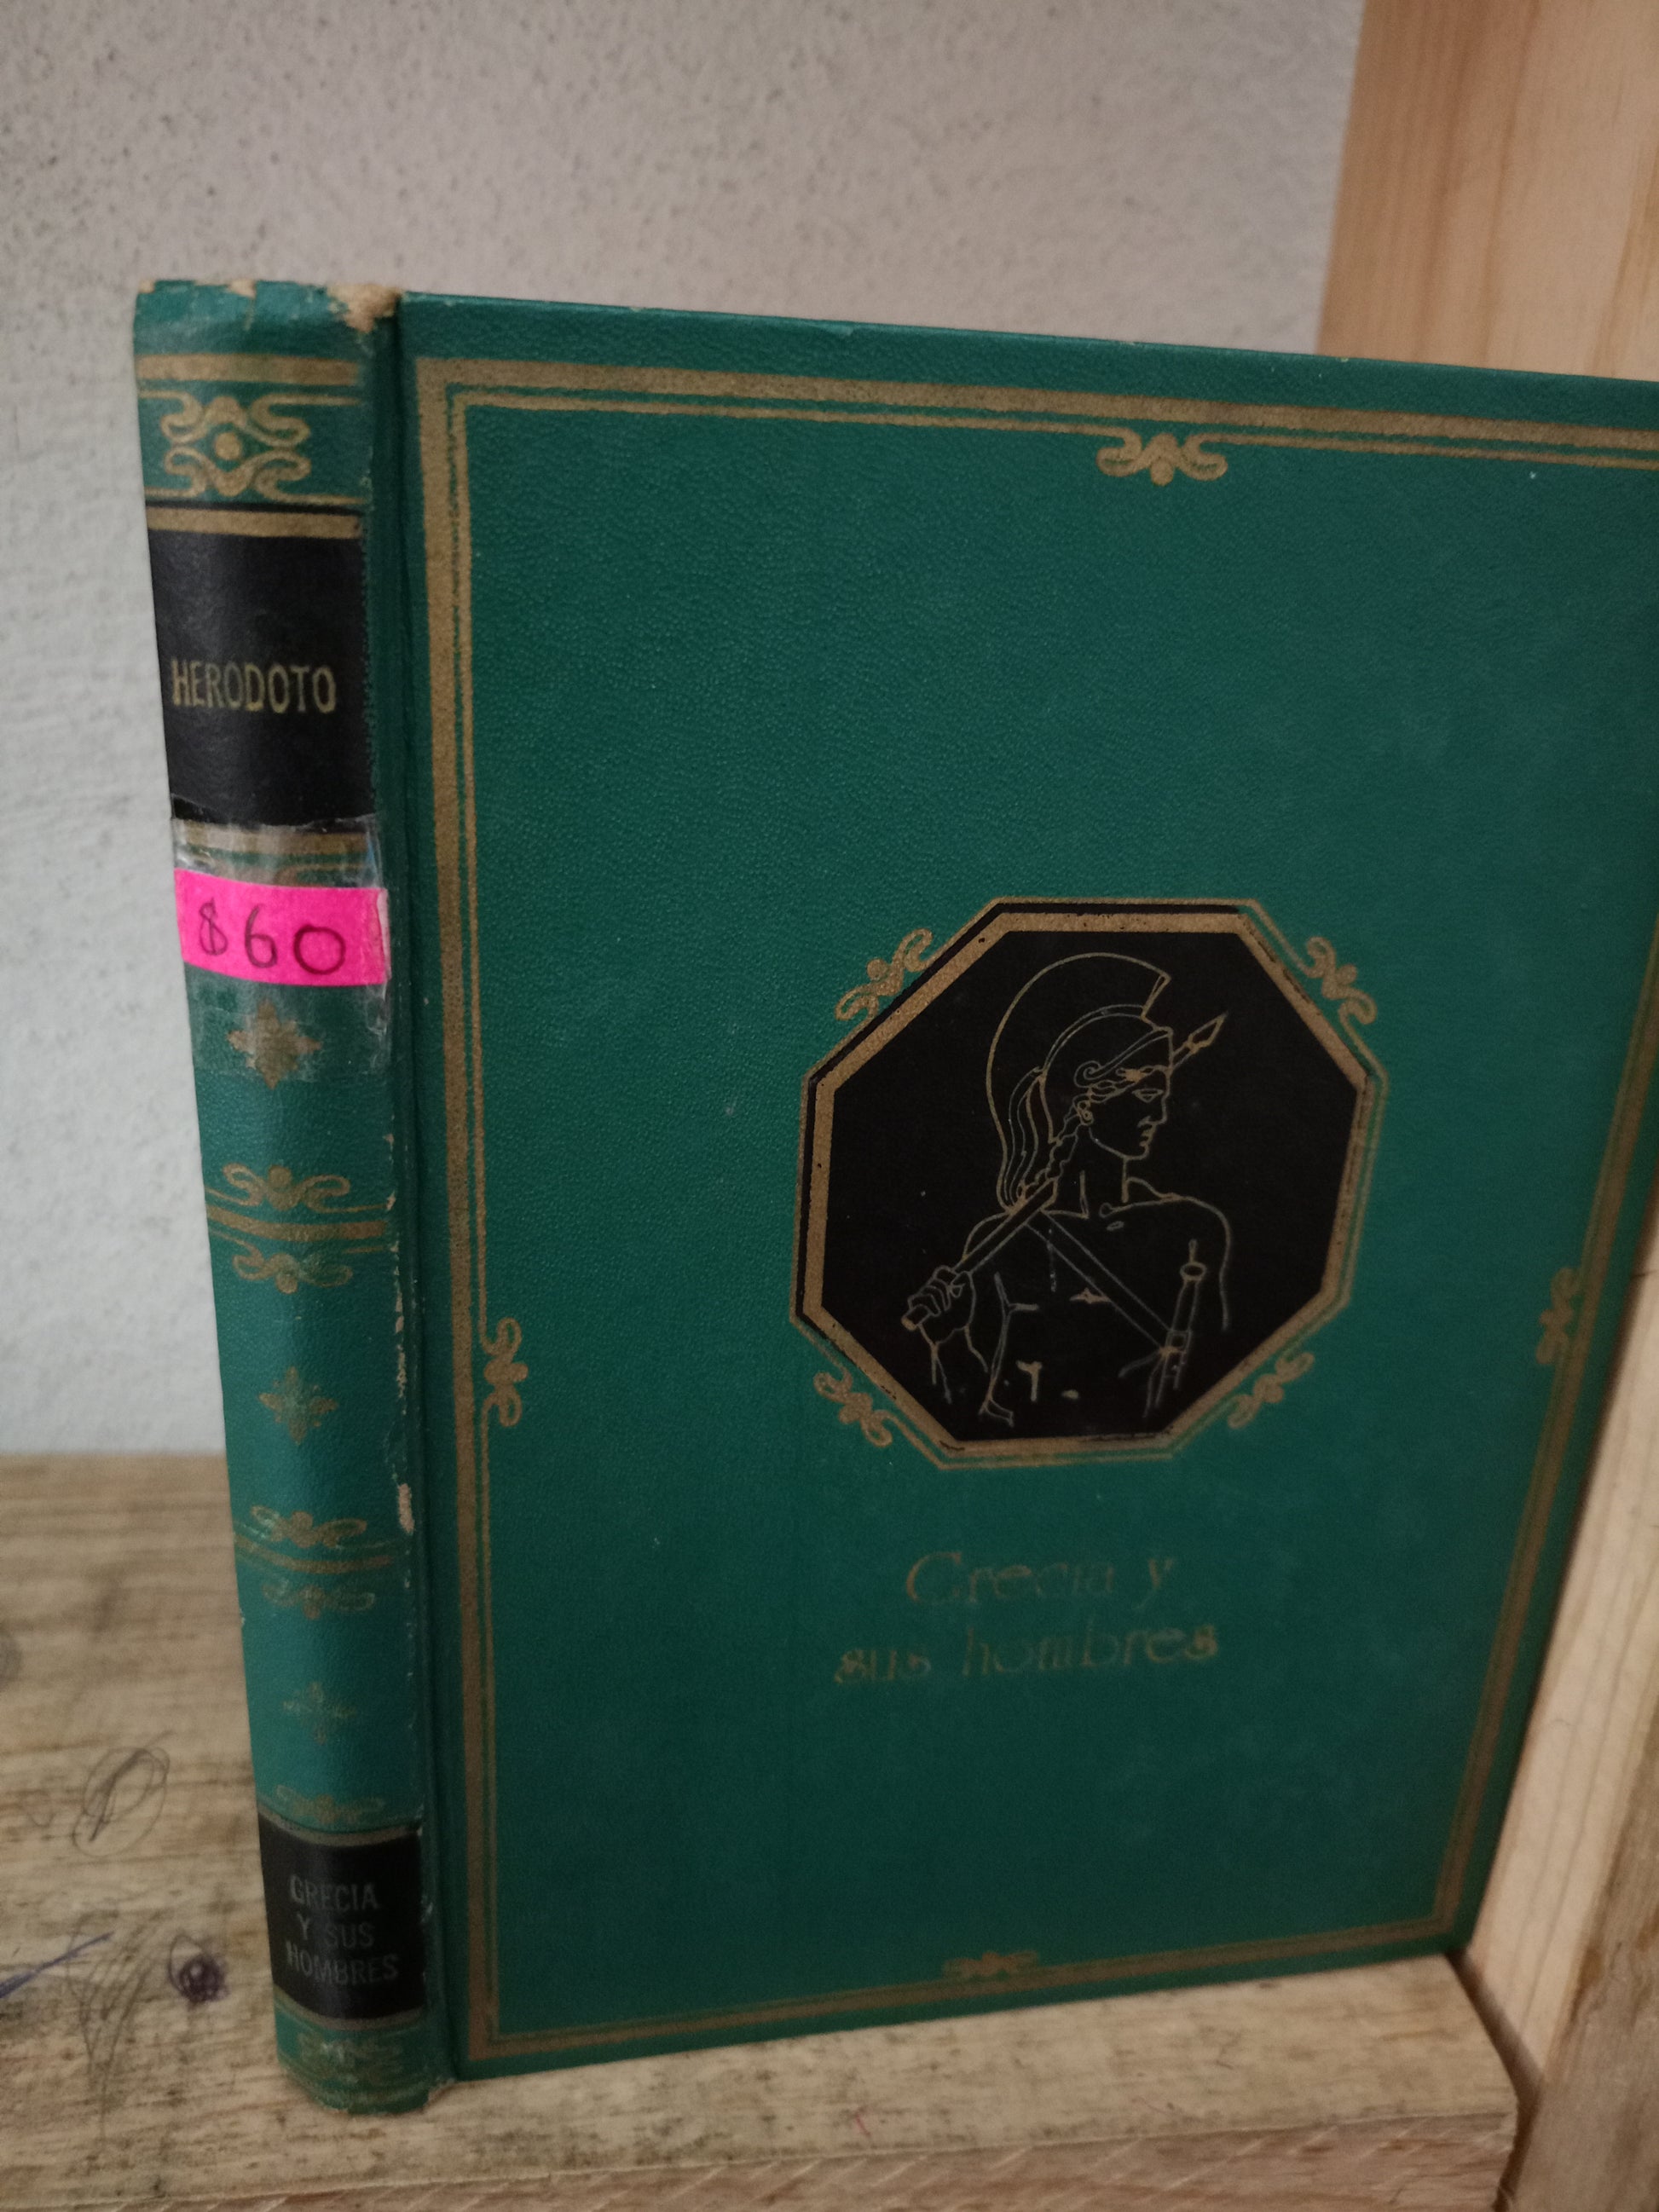 HERODOTO
$60
GRECIA
Y SUS
HOMBRES
Grecia y
sus hombres